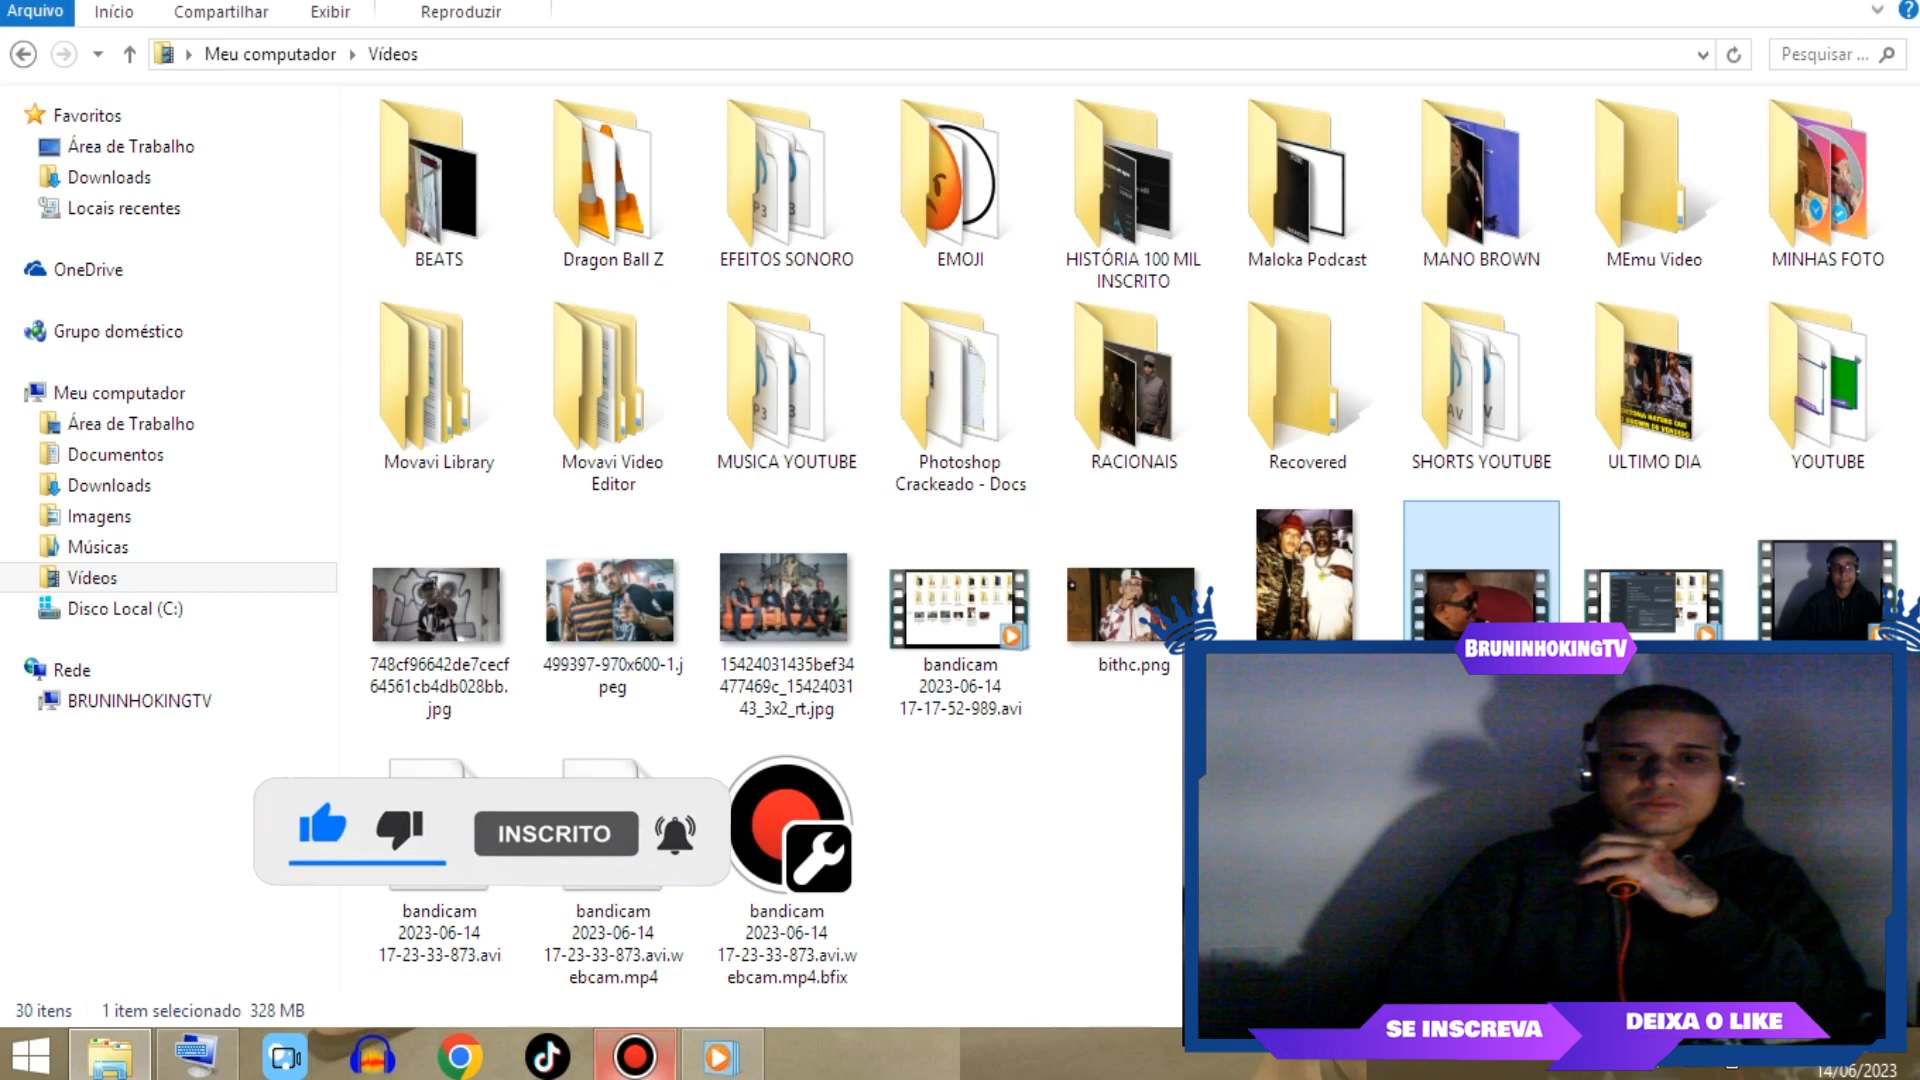 Arquivo Início Compartilhar Exibir Reproduzir
Meu computador Vídeos Pesquisar ...
Favoritos
Área de Trabalho
Downloads
Locais recentes
OneDrive
Grupo doméstico
Meu computador
Área de Trabalho
Documentos
Downloads
Imagens
Músicas
Vídeos
Disco Local (C:)
Rede
BRUNINHOKINGTV
BEATS
Dragon Ball Z
EFEITOS SONORO
EMOJI
HISTÓRIA 100 MIL
INSCRITO
Maloka Podcast
MANO BROWN
MEmu Video
MINHAS FOTO
Movavi Library
Movavi Video
Editor
MUSICA YOUTUBE
Photoshop
Crackeado - Docs
RACIONAIS
Recovered
SHORTS YOUTUBE
ULTIMO DIA
YOUTUBE
748cf96642de7cecf
64561cb4db028bb.
jpg
499397-970x600-1.j
peg
15424031435bef34
477469c_15424031
43_3x2_rt.jpg
bandicam
2023-06-14
17-17-52-989.avi
bithc.png
BRUNINHOKINGTV
INSCRITO
bandicam
2023-06-14
17-23-33-873.avi
bandicam
2023-06-14
17-23-33-873.avi.w
ebcam.mp4
bandicam
2023-06-14
17-23-33-873.avi.w
ebcam.mp4.bfix
SE INSCREVA
DEIXA O LIKE
30 itens 1 item selecionado 328 MB
14/06/2023